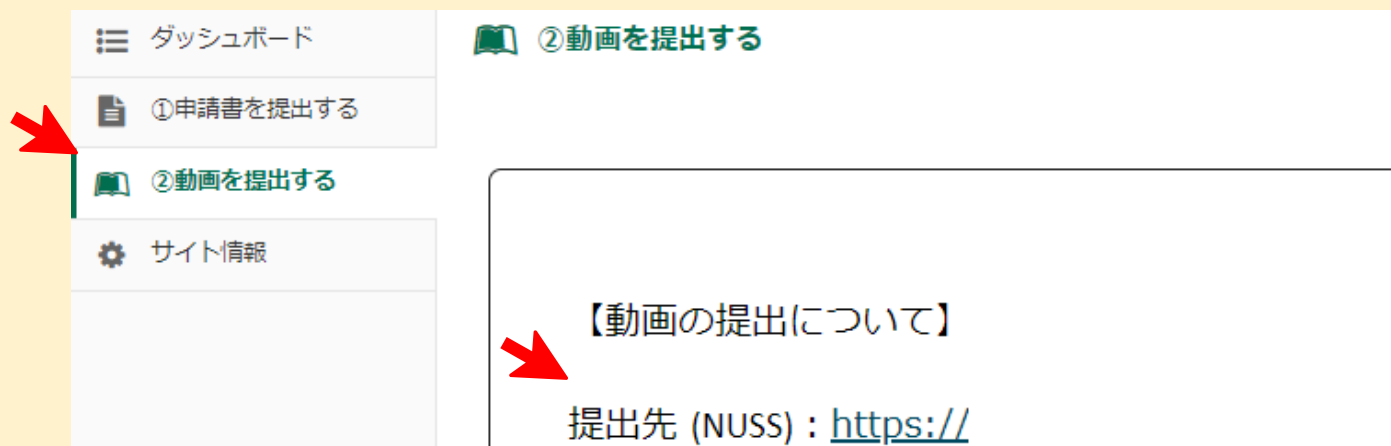 ダッシュボード
①申請書を提出する
②動画を提出する
サイト情報
②動画を提出する
【動画の提出について】
提出先 (NUSS)：https://